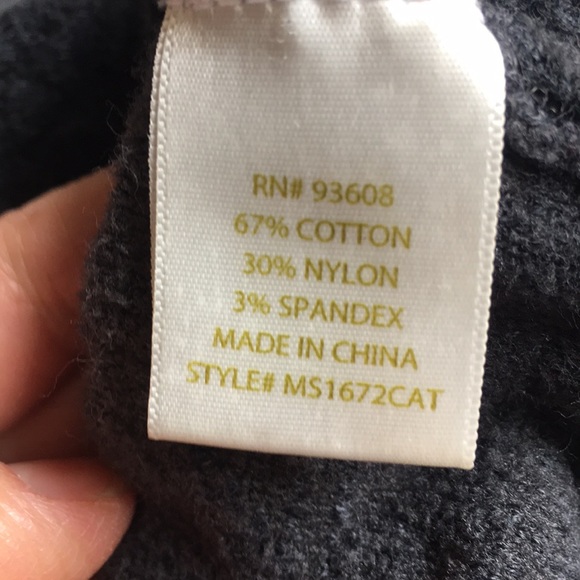 RN# 93608
67% COTTON
30% NYLON
3% SPANDEX
MADE IN CHINA
STYLE# MS1672CAT